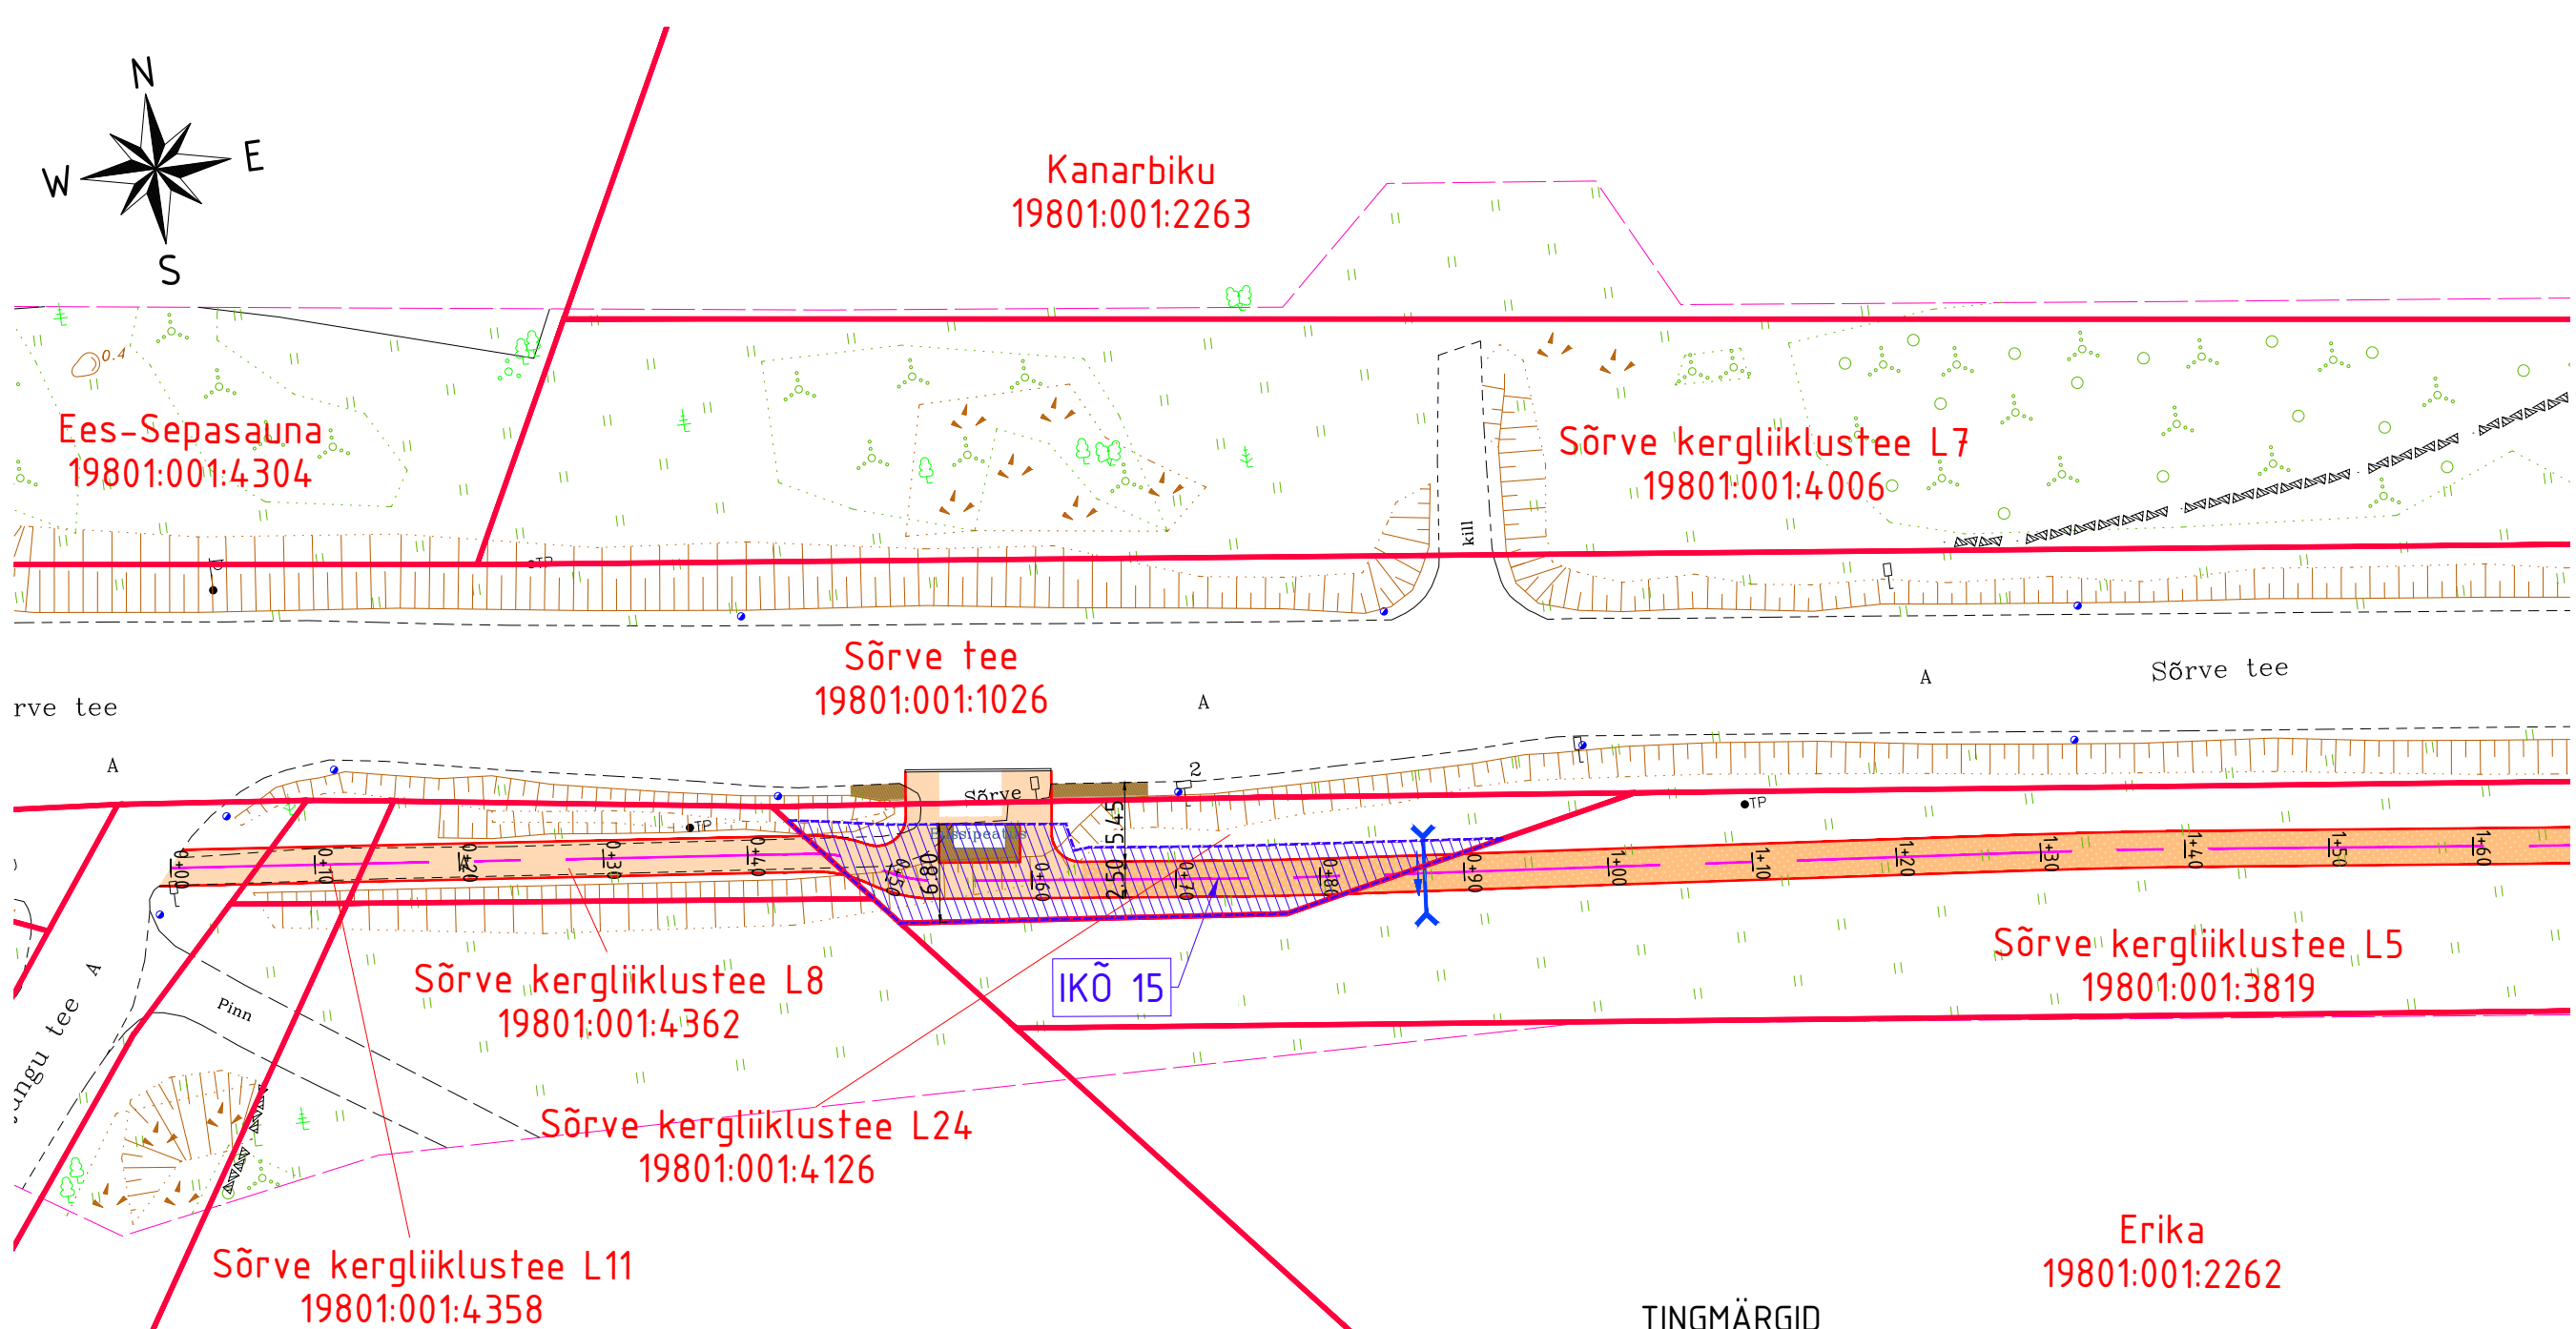 N
W
E
S
Kanarbiku
19801:001:2263
0.4
Ees-Sepasauna
19801:001:4304
Sõrve kergliiklustee L7
19801:001:4006
kill
TP
Sõrve tee
19801:001:1026
A
A
Sõrve tee
rve tee
A
2
Sõrve
Bussipeatus
TP
TP
0+00
0+10
0+20
0+30
0+40
0+50
6.80
0+60
2.50
5.45
0+70
0+80
0+90
1+00
1+10
1+20
1+30
1+40
1+50
1+60
Sõrve kergliiklustee L8
19801:001:4362
IKÕ 15
Sõrve kergliiklustee L5
19801:001:3819
A
Pinn
ungu tee
Sõrve kergliiklustee L24
19801:001:4126
Sõrve kergliiklustee L11
19801:001:4358
Erika
19801:001:2262
TINGMÄRGID